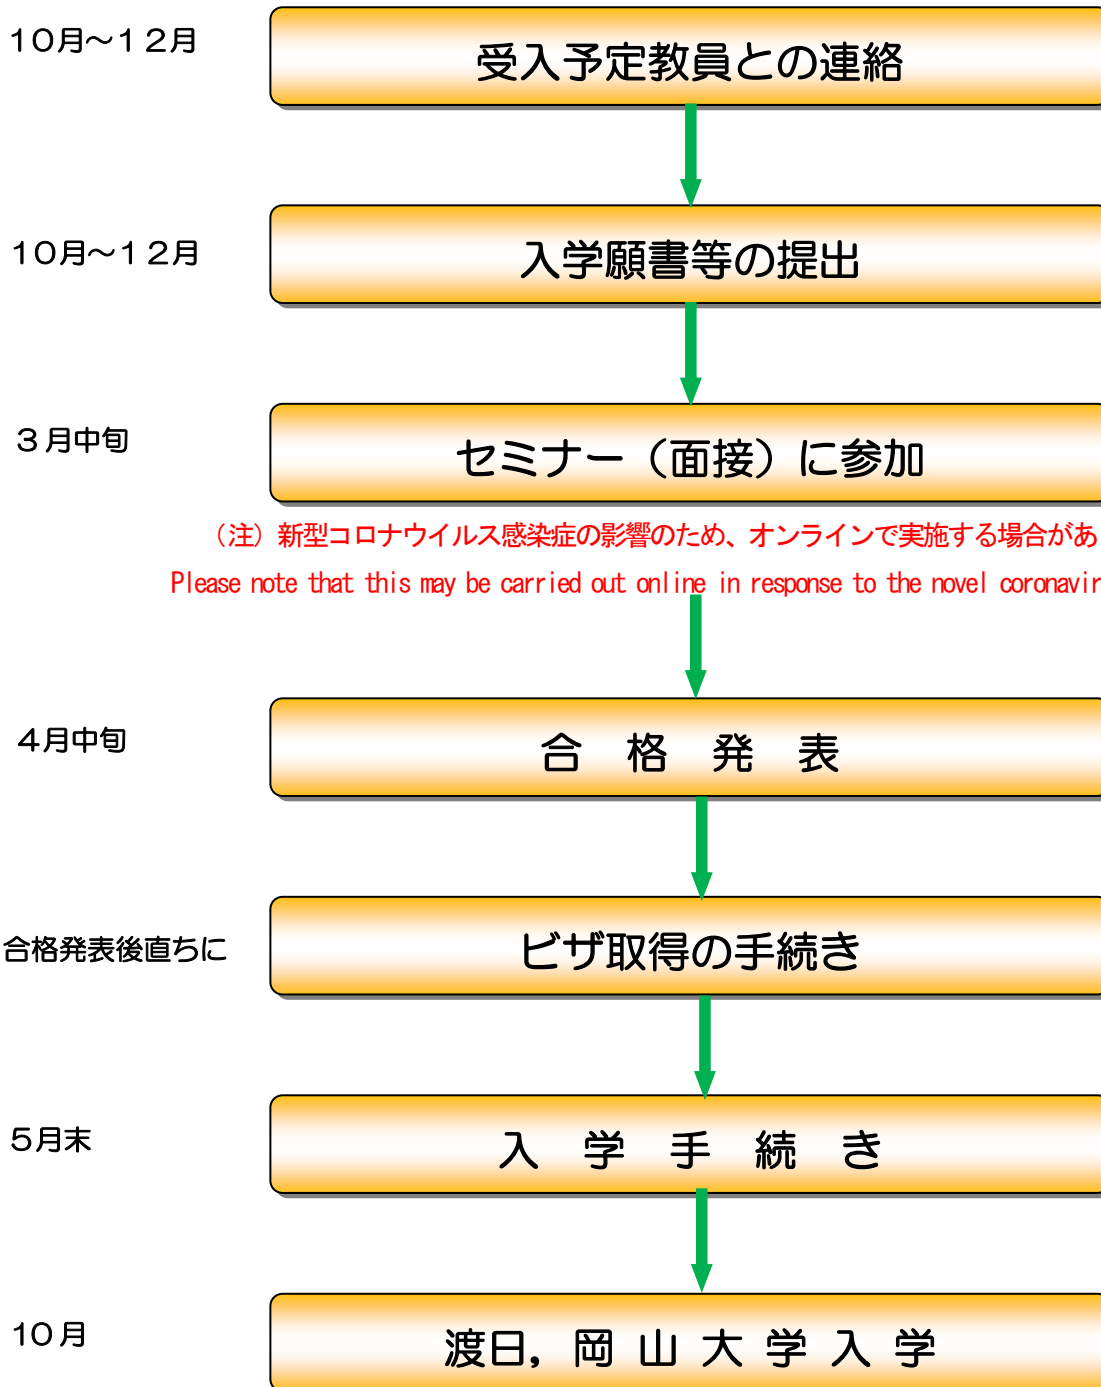 10月～12月
受入予定教員との連絡
10月～12月
入学願書等の提出
3月中旬
セミナー（面接）に参加
（注）新型コロナウイルス感染症の影響のため、オンラインで実施する場合があ
Please note that this may be carried out online in response to the novel coronavir
4月中旬
合　格　発　表
合格発表後直ちに
ビザ取得の手続き
5月末
入　学　手　続　き
10月
渡日，岡 山 大 学 入 学